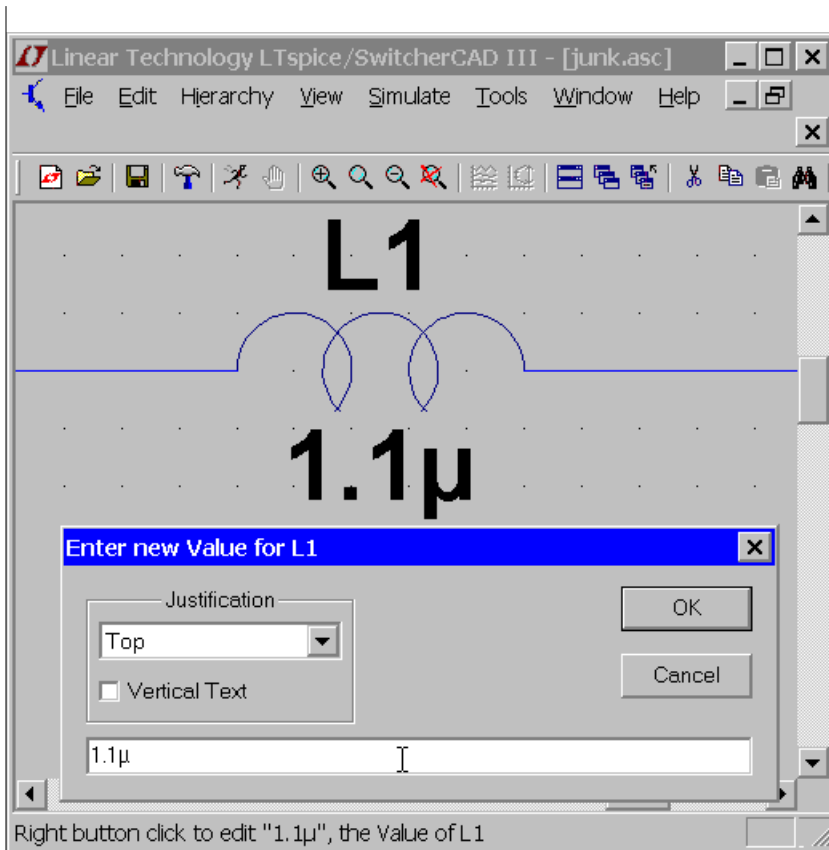 Linear Technology LTspice/SwitcherCAD III - [junk.asc]
File Edit Hierarchy View Simulate Tools Window Help
L1
1.1µ
Enter new Value for L1
Justification
OK
Top
Cancel
Vertical Text
1.1µ
Right button click to edit "1.1µ", the Value of L1